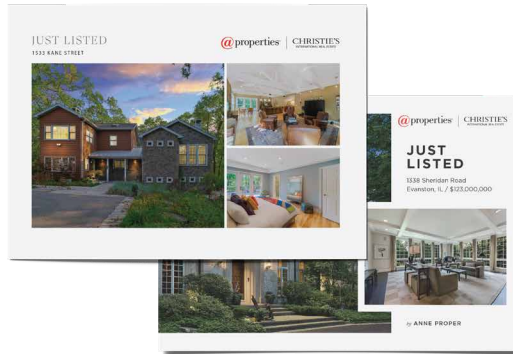 JUST LISTED
1533 KANE STREET
@properties
CHRISTIE'S
INTERNATIONAL REAL ESTATE
@properties
CHRISTIE'S
INTERNATIONAL REAL ESTATE
JUST
LISTED
1338 Sheridan Road
Evanston, IL / $123,000,000
by ANNE PROPER